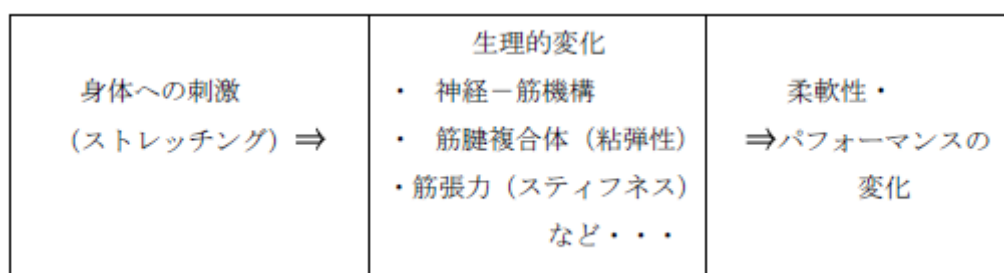 身体への刺激
（ストレッチング）⇒
生理的変化
・　神経－筋機構
・　筋腱複合体（粘弾性）
・筋張力（スティフネス）
など・・・
柔軟性・
⇒パフォーマンスの
変化